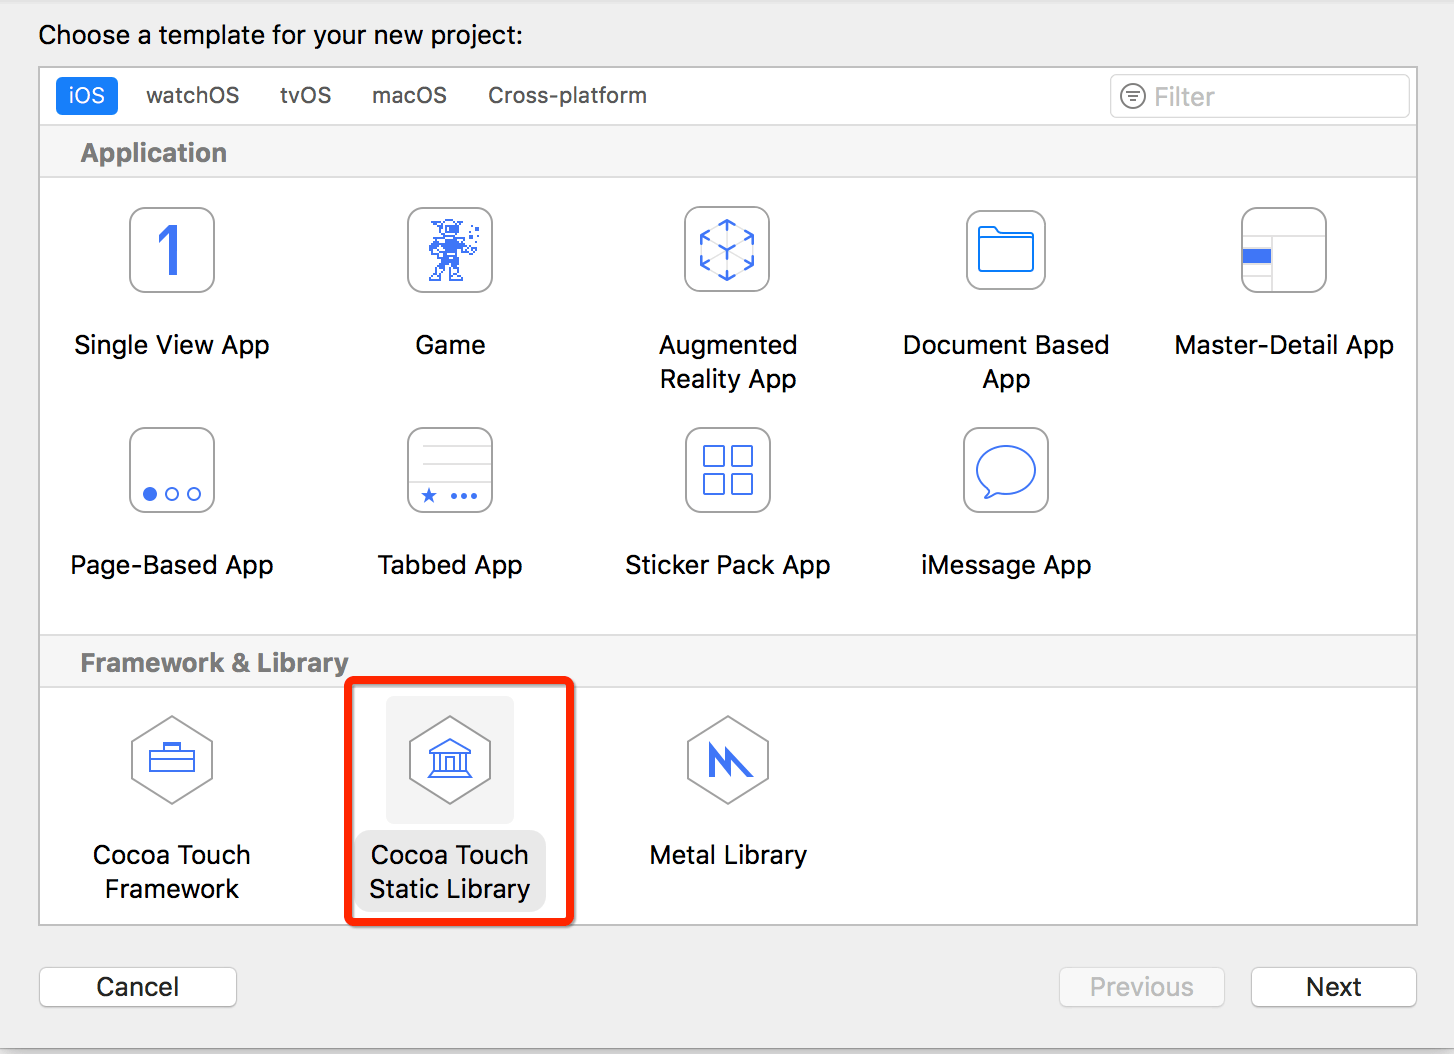 Choose a template for your new project:
iOS watchOS tvOS macOS Cross-platform Filter
Application
1
Single View App Game Augmented Reality App Document Based App Master-Detail App
Page-Based App Tabbed App Sticker Pack App iMessage App
Framework & Library
Cocoa Touch Framework Cocoa Touch Static Library Metal Library
Cancel Previous Next